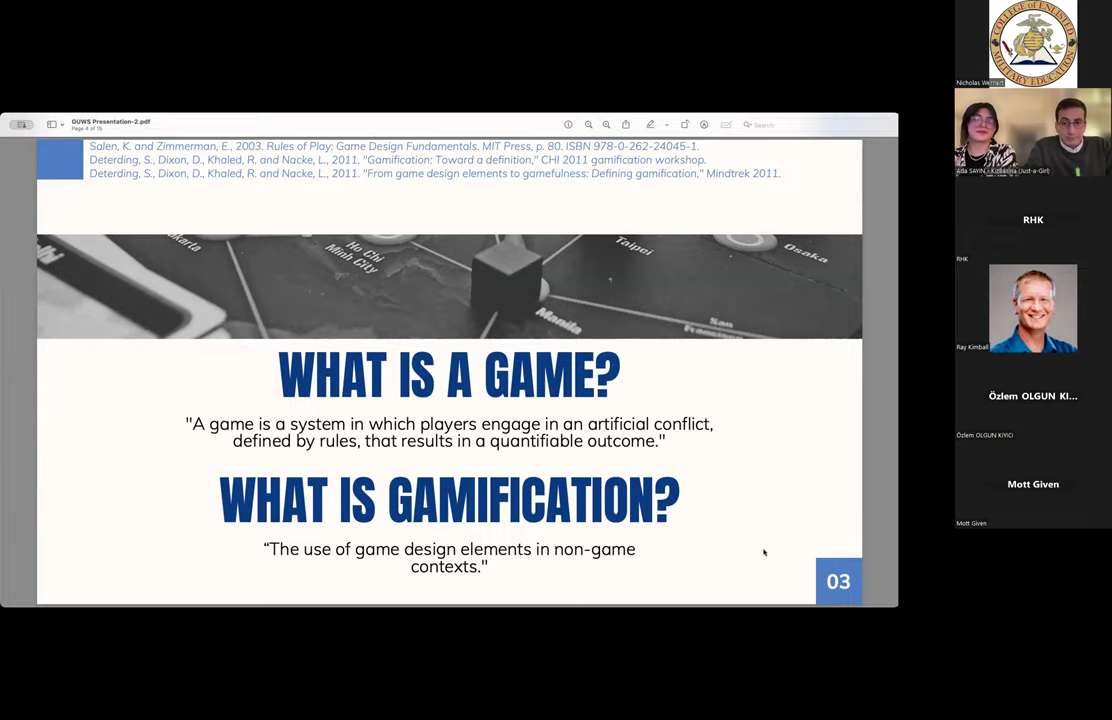 GUWS Presentation-2.pdf
Page 4 of 15
Search
Salen, K. and Zimmerman, E., 2003. Rules of Play: Game Design Fundamentals. MIT Press, p. 80. ISBN 978-0-262-24045-1.
Deterding, S., Dixon, D., Khaled, R. and Nacke, L., 2011. "Gamification: Toward a definition," CHI 2011 gamification workshop.
Deterding, S., Dixon, D., Khaled, R. and Nacke, L., 2011. "From game design elements to gamefulness: Defining gamification," Mindtrek 2011.
Ho Chi
Minh City
Taipei
Osaka
Manila
San
WHAT IS A GAME?
"A game is a system in which players engage in an artificial conflict,
defined by rules, that results in a quantifiable outcome."
WHAT IS GAMIFICATION?
“The use of game design elements in non-game
contexts."
03
COLLEGE of ENLISTED
MILITARY EDUCATION
Nicholas
Ada SAYIN - Kizbasina (Just-a-Girl)
RHK
RHK
Ray Kimball
Özlem OLGUN KI...
Özlem OLGUN KIYICI
Mott Given
Mott Given